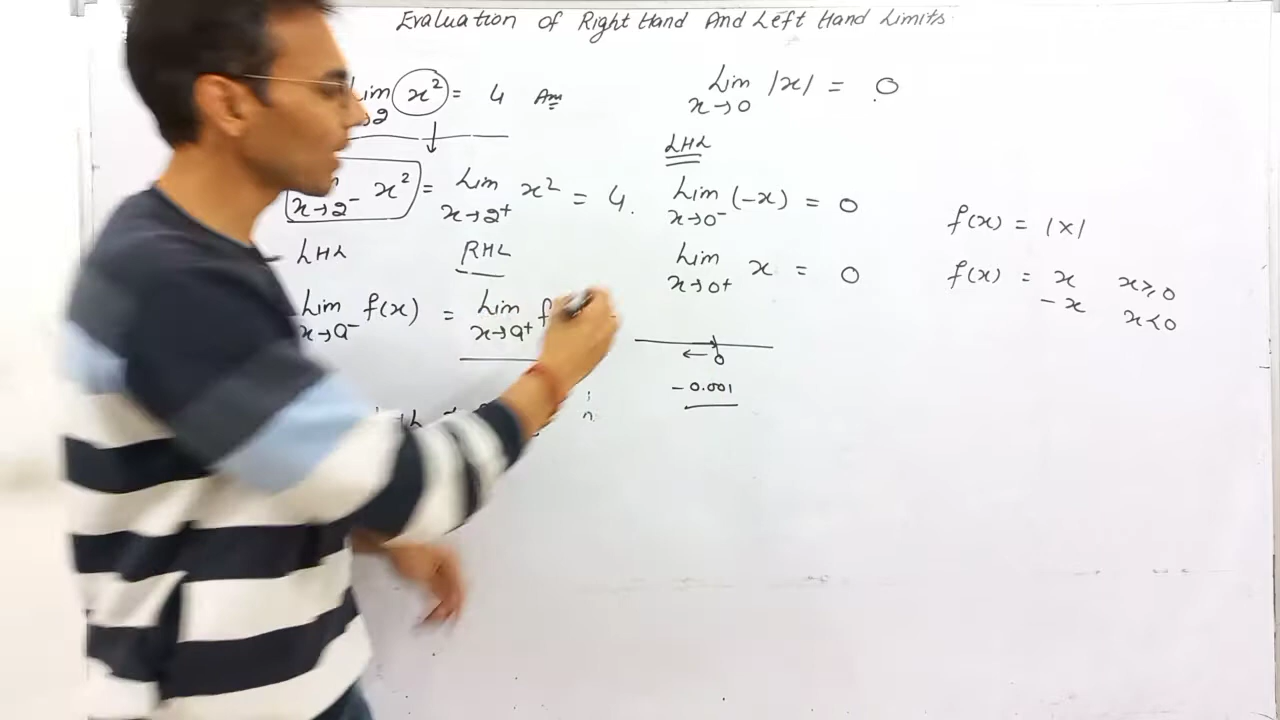 Evaluation of Right Hand And Left Hand Limits.
Lim x→2 x² = 4 Ans
x→2⁻ x² = Lim x→2⁺ x² = 4.
LHL RHL
Lim x→a⁻ f(x) = Lim x→a⁺ f
Lim x→0 |x| = 0
LHL
Lim x→0⁻ (-x) = 0
Lim x→0⁺ x = 0
0
- 0.001
f(x) = |x|
f(x) = x x≥0
-x x<0